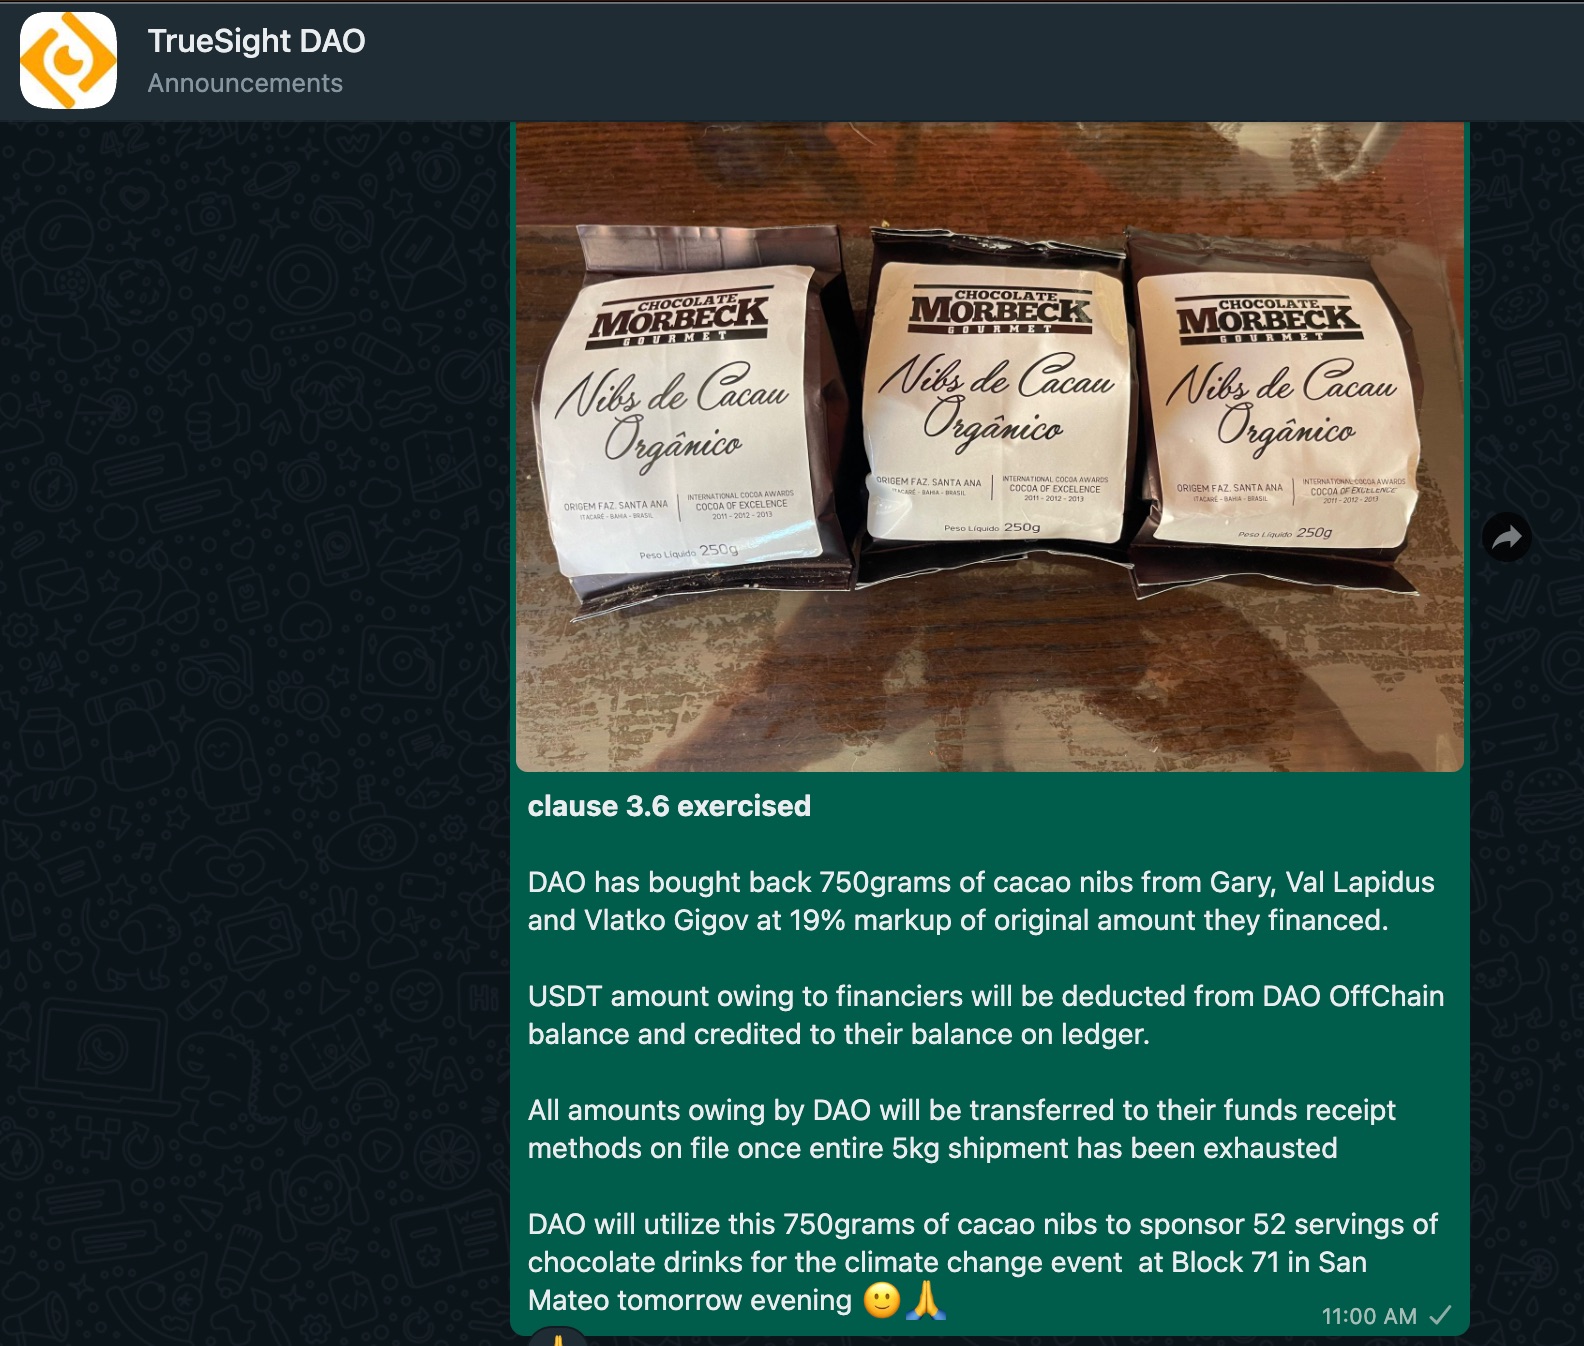 TrueSight DAO
Announcements
CHOCOLATE
MORBECK
GOURMET
Nibs de Cacau
Orgânico
ORIGEM FAZ. SANTA ANA
ITACARÉ - BAHIA - BRASIL
INTERNATIONAL COCOA AWARDS
COCOA OF EXCELENCE
2011 - 2012 - 2013
Peso Líquido 250g
CHOCOLATE
MORBECK
GOURMET
Nibs de Cacau
Orgânico
ORIGEM FAZ. SANTA ANA
ITACARÉ - BAHIA - BRASIL
INTERNATIONAL COCOA AWARDS
COCOA OF EXCELENCE
2011 - 2012 - 2013
Peso Líquido 250g
CHOCOLATE
MORBECK
GOURMET
Nibs de Cacau
Orgânico
ORIGEM FAZ. SANTA ANA
ITACARÉ - BAHIA - BRASIL
INTERNATIONAL COCOA AWARDS
COCOA OF EXCELENCE
2011 - 2012 - 2013
Peso Líquido 250g
clause 3.6 exercised
DAO has bought back 750grams of cacao nibs from Gary, Val Lapidus
and Vlatko Gigov at 19% markup of original amount they financed.
USDT amount owing to financiers will be deducted from DAO OffChain
balance and credited to their balance on ledger.
All amounts owing by DAO will be transferred to their funds receipt
methods on file once entire 5kg shipment has been exhausted
DAO will utilize this 750grams of cacao nibs to sponsor 52 servings of
chocolate drinks for the climate change event  at Block 71 in San
Mateo tomorrow evening 🙂🙏
11:00 AM